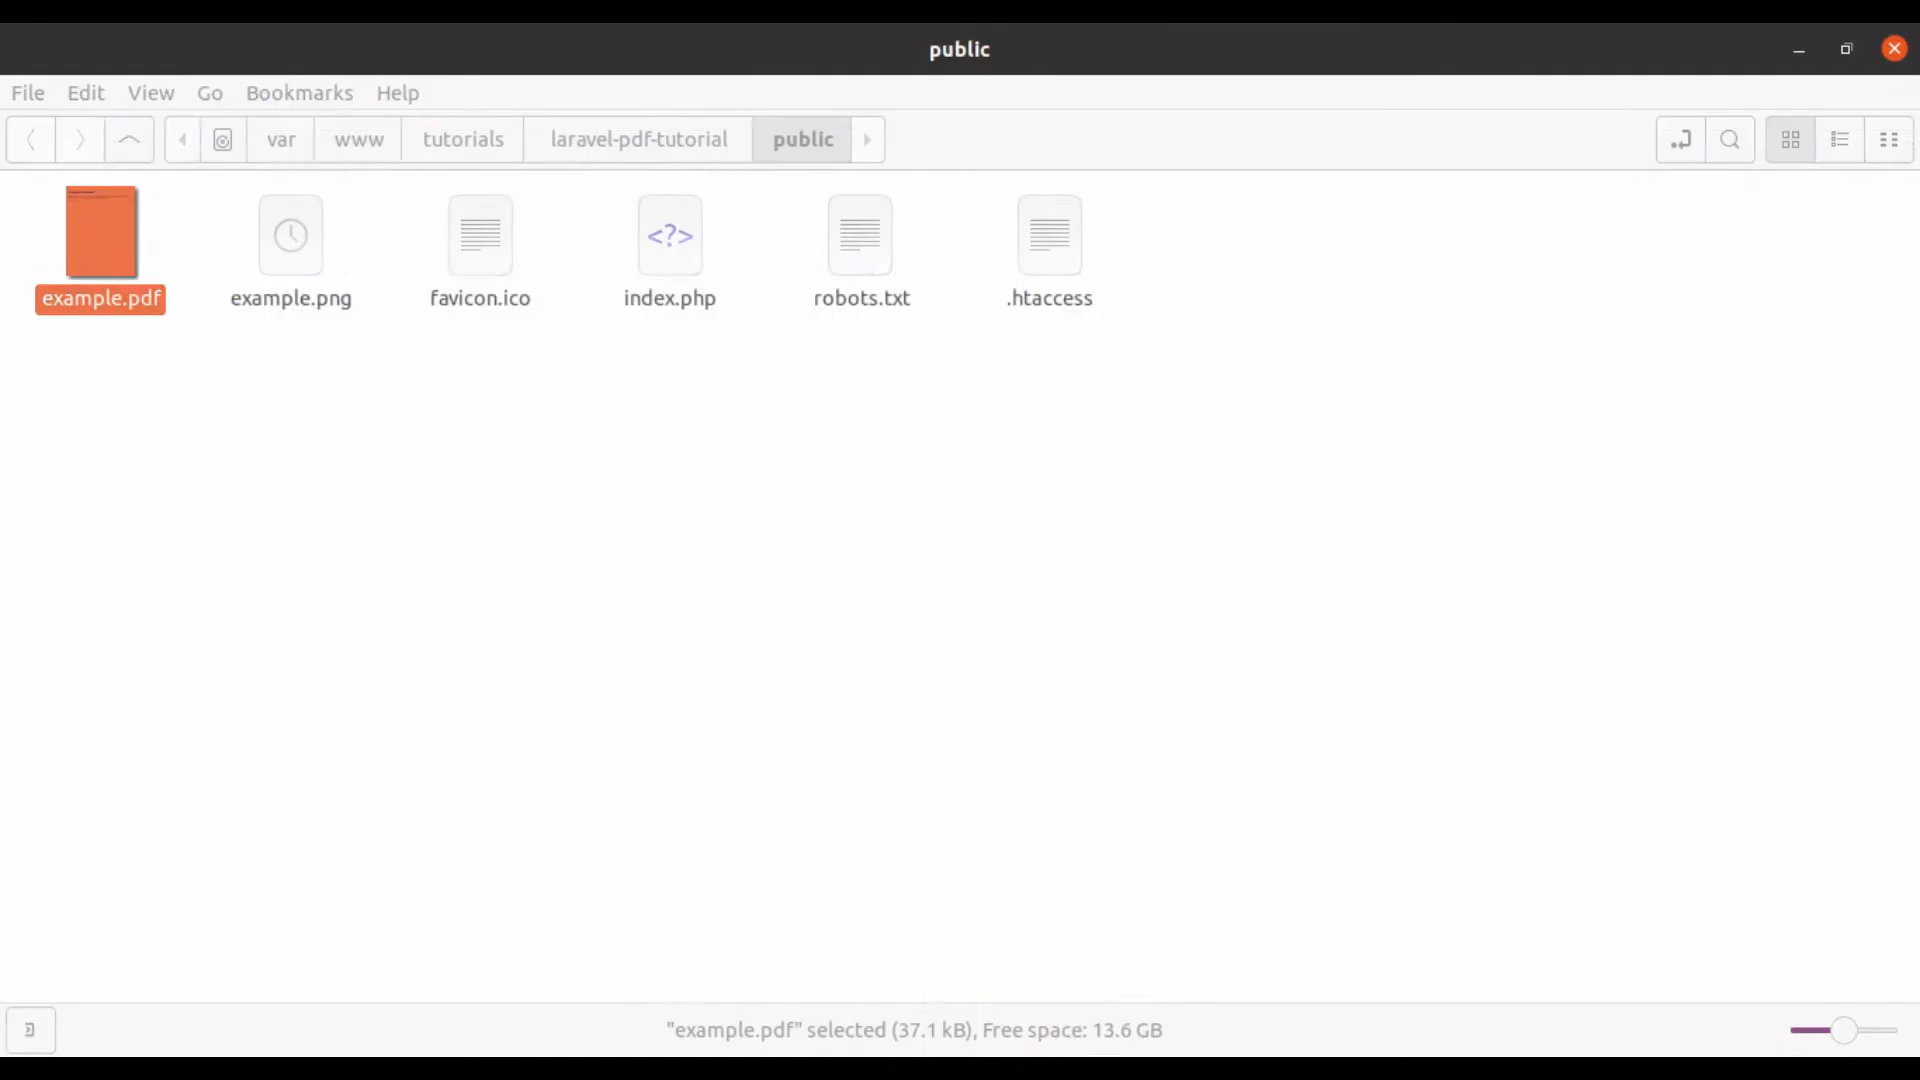 public
File Edit View Go Bookmarks Help
var www tutorials laravel-pdf-tutorial public
<?>
example.pdf example.png favicon.ico index.php robots.txt .htaccess
"example.pdf" selected (37.1 kB), Free space: 13.6 GB